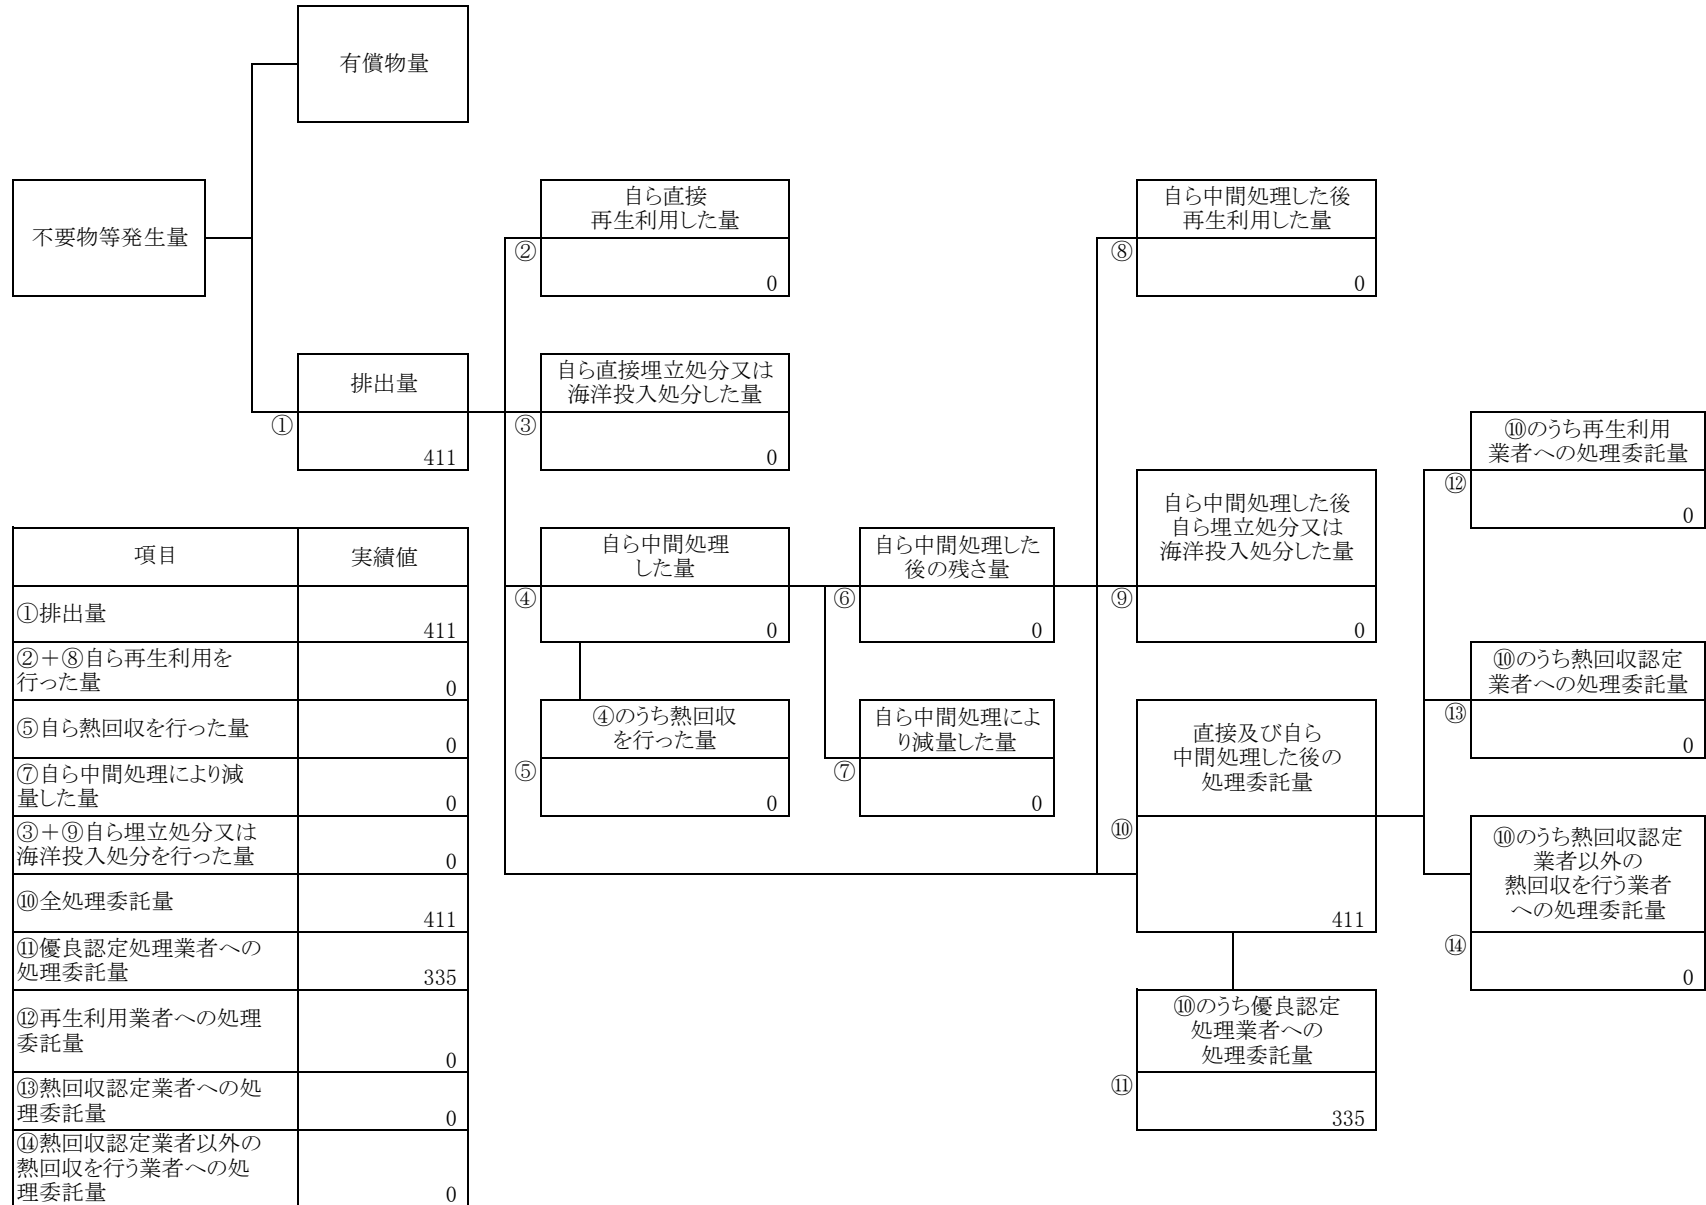 有償物量
不要物等発生量
自ら直接
再生利用した量
②
0
自ら中間処理した後
再生利用した量
⑧
0
排出量
①
411
自ら直接埋立処分又は
海洋投入処分した量
③
0
⑩のうち再生利用
業者への処理委託量
⑫
0
自ら中間処理した後
自ら埋立処分又は
海洋投入処分した量
⑨
0
自ら中間処理
した量
④
0
自ら中間処理した
後の残さ量
⑥
0
⑩のうち熱回収認定
業者への処理委託量
⑬
0
④のうち熱回収
を行った量
⑤
0
自ら中間処理によ
り減量した量
⑦
0
直接及び自ら
中間処理した後の
処理委託量
⑩
411
⑩のうち熱回収認定
業者以外の
熱回収を行う業者
への処理委託量
⑭
0
⑩のうち優良認定
処理業者への
処理委託量
⑪
335
項目 実績値
①排出量
411
②＋⑧自ら再生利用を
行った量
0
⑤自ら熱回収を行った量
0
⑦自ら中間処理により減
量した量
0
③＋⑨自ら埋立処分又は
海洋投入処分を行った量
0
⑩全処理委託量
411
⑪優良認定処理業者への
処理委託量
335
⑫再生利用業者への処理
委託量
0
⑬熱回収認定業者への処
理委託量
0
⑭熱回収認定業者以外の
熱回収を行う業者への処
理委託量
0